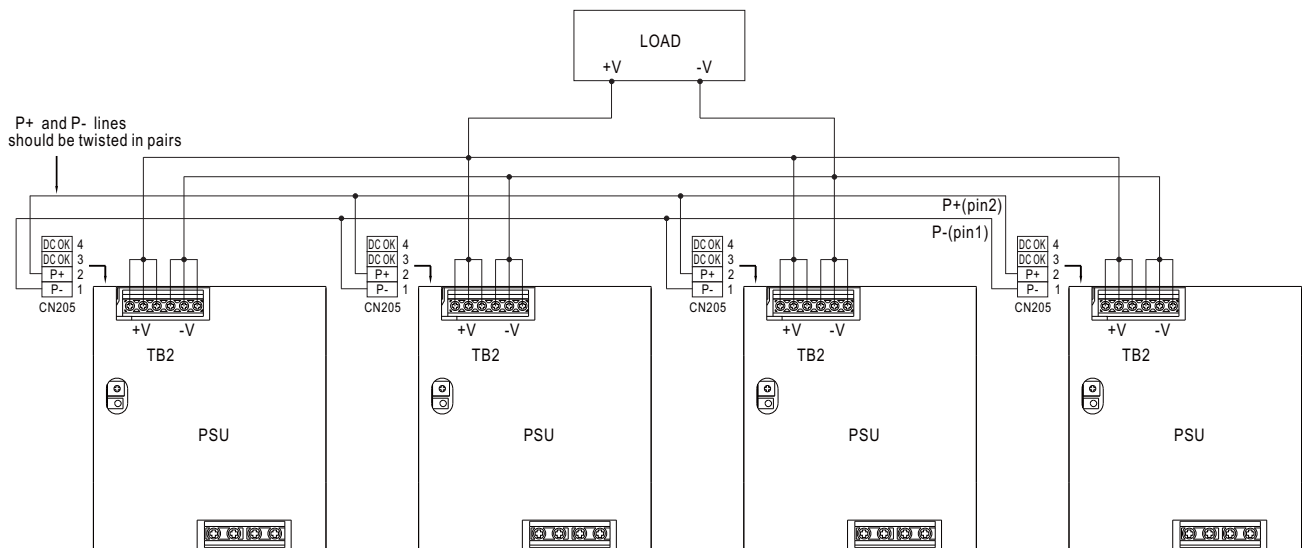 LOAD
+V -V
P+ and P- lines
should be twisted in pairs
P+(pin2)
P-(pin1)
DC OK 4
DC OK 3
P+ 2
P- 1
CN205
DC OK 4
DC OK 3
P+ 2
P- 1
CN205
DC OK 4
DC OK 3
P+ 2
P- 1
CN205
DC OK 4
DC OK 3
P+ 2
P- 1
CN205
+V -V
TB2
PSU
+V -V
TB2
PSU
+V -V
TB2
PSU
+V -V
TB2
PSU